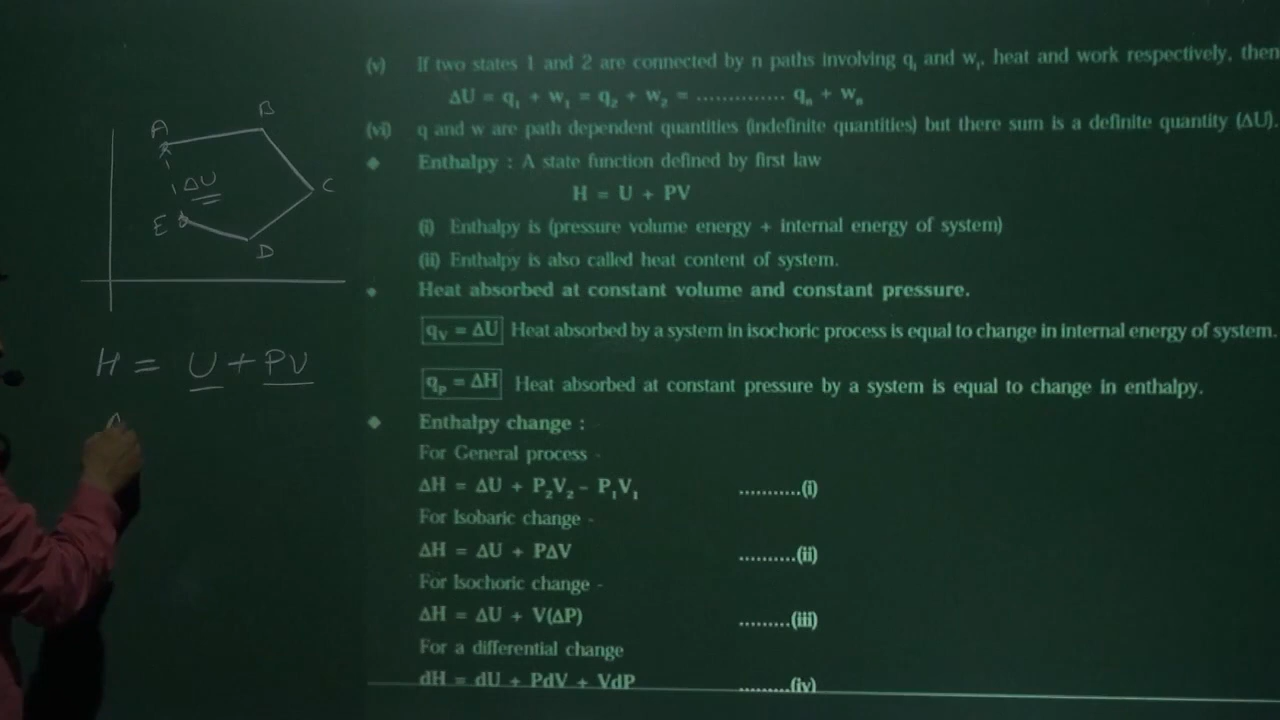 (v) If two states 1 and 2 are connected by n paths involving q₁ and w₁, heat and work respectively, then
ΔU = q₁ + w₁ = q₂ + w₂ = .............. qₙ + wₙ
(vi) q and w are path dependent quantities (indefinite quantities) but there sum is a definite quantity (ΔU).
Enthalpy : A state function defined by first law
H = U + PV
(i) Enthalpy is (pressure volume energy + internal energy of system)
(ii) Enthalpy is also called heat content of system.
Heat absorbed at constant volume and constant pressure.
qᵥ = ΔU Heat absorbed by a system in isochoric process is equal to change in internal energy of system.
qₚ = ΔH Heat absorbed at constant pressure by a system is equal to change in enthalpy.
Enthalpy change :
For General process -
ΔH = ΔU + P₂V₂ - P₁V₁ ...........(i)
For Isobaric change -
ΔH = ΔU + PΔV ..........(ii)
For Isochoric change -
ΔH = ΔU + V(ΔP) .........(iii)
For a differential change
dH = dU + PdV + VdP .........(iv)
A
B
ΔU
C
E
D
H = U + PV